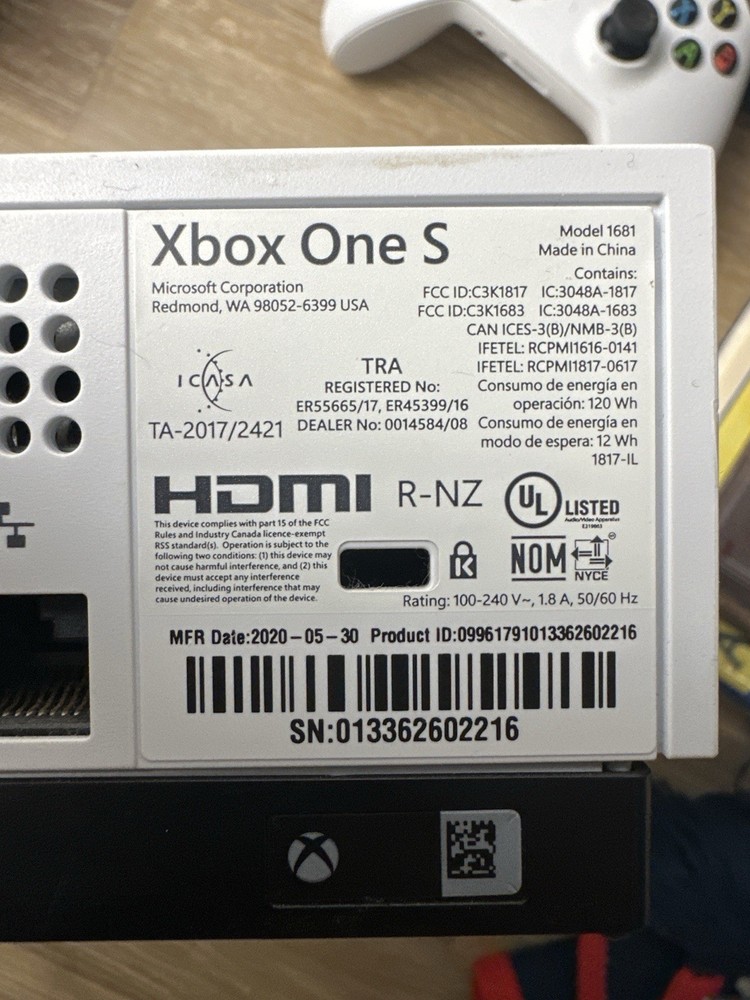 Xbox One S
Microsoft Corporation
Redmond, WA 98052-6399 USA
Model 1681
Made in China
Contains:
FCC ID:C3K1817 IC:3048A-1817
FCC ID:C3K1683 IC:3048A-1683
CAN ICES-3(B)/NMB-3(B)
IFETEL: RCPMI1616-0141
IFETEL: RCPMI1817-0617
Consumo de energía en
operación: 120 Wh
Consumo de energía en
modo de espera: 12 Wh
1817-IL
ICASA
TA-2017/2421
TRA
REGISTERED No:
ER55665/17, ER45399/16
DEALER No: 0014584/08
HDMI
R-NZ
UL LISTED
Audio/Video Apparatus
E219865
This device complies with part 15 of the FCC
Rules and Industry Canada licence-exempt
RSS standard(s). Operation is subject to the
following two conditions: (1) this device may
not cause harmful interference, and (2) this
device must accept any interference
received, including interference that may
cause undesired operation of the device.
K
NOM
NYCE
Rating: 100-240 V~, 1.8 A, 50/60 Hz
MFR Date:2020-05-30 Product ID:09961791013362602216
SN:013362602216
X Y
A B